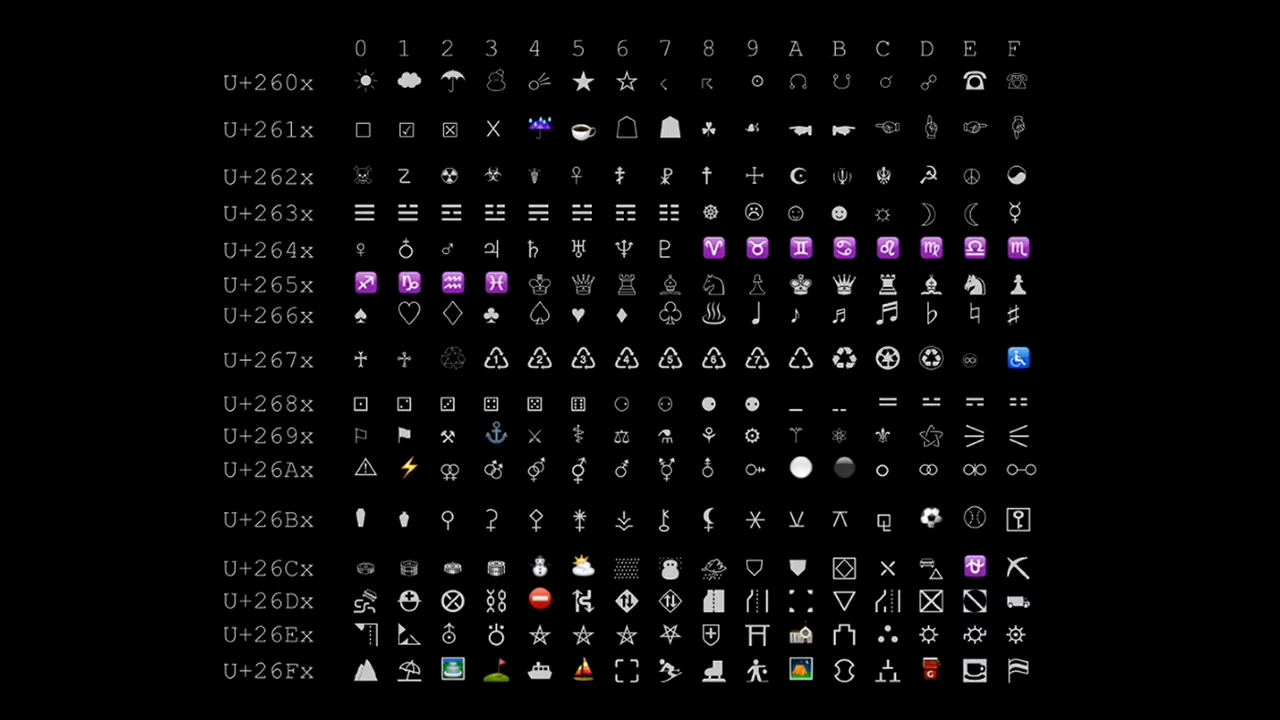 0 1 2 3 4 5 6 7 8 9 A B C D E F
U+260x ☀ ☁ ☂ ☃ ☄ ★ ☆ ☇ ☈ ☉ ☊ ☋ ☌ ☍ ☎ ☏
U+261x ☐ ☑ ☒ ☓ ☔ ☕ ☖ ☗ ☘ ☙ ☚ ☛ ☜ ☝ ☞ ☟
U+262x ☠ ☡ ☢ ☣ ☤ ☥ ☦ ☧ ☨ ☩ ☪ ☫ ☬ ☭ ☮ ☯
U+263x ☰ ☱ ☲ ☳ ☴ ☵ ☶ ☷ ☸ ☹ ☺ ☻ ☼ ☽ ☾ ☿
U+264x ♀ ♁ ♂ ♃ ♄ ♅ ♆ ♇ ♈ ♉ ♊ ♋ ♌ ♍ ♎ ♏
U+265x ♐ ♑ ♒ ♓ ♔ ♕ ♖ ♗ ♘ ♙ ♚ ♛ ♜ ♝ ♞ ♟
U+266x ♠ ♡ ♢ ♣ ♤ ♥ ♦ ♧ ♨ ♩ ♪ ♫ ♬ ♭ ♮ ♯
U+267x ♰ ♱ ♲ ♳ ♴ ♵ ♶ ♷ ♸ ♹ ♺ ♻ ♼ ♽ ♾ ♿
U+268x ⚀ ⚁ ⚂ ⚃ ⚄ ⚅ ⚆ ⚇ ⚈ ⚉ ⚊ ⚋ ⚌ ⚍ ⚎ ⚏
U+269x ⚐ ⚑ ⚒ ⚓ ⚔ ⚕ ⚖ ⚗ ⚘ ⚙ ⚚ ⚛ ⚜ ⚝ ⚞ ⚟
U+26Ax ⚠ ⚡ ⚢ ⚣ ⚤ ⚥ ⚦ ⚧ ⚨ ⚩ ⚪ ⚫ ⚬ ⚭ ⚮ ⚯
U+26Bx ⚰ ⚱ ⚲ ⚳ ⚴ ⚵ ⚶ ⚷ ⚸ ⚹ ⚺ ⚻ ⚼ ⚽ ⚾ ⚿
U+26Cx ⛀ ⛁ ⛂ ⛃ ⛄ ⛅ ⛆ ⛇ ⛈ ⛉ ⛊ ⛋ ⛌ ⛍ ⛎ ⛏
U+26Dx ⛐ ⛑ ⛒ ⛓ ⛔ ⛕ ⛖ ⛗ ⛘ ⛙ ⛚ ⛛ ⛜ ⛝ ⛞ ⛟
U+26Ex ⛠ ⛡ ⛢ ⛣ ⛤ ⛥ ⛦ ⛧ ⛨ ⛩ ⛪ ⛫ ⛬ ⛭ ⛮ ⛯
U+26Fx ⛰ ⛱ ⛲ ⛳ ⛴ ⛵ ⛶ ⛷ ⛸ ⛹ ⛺ ⛻ ⛼ ⛽ ⛾ ⛿